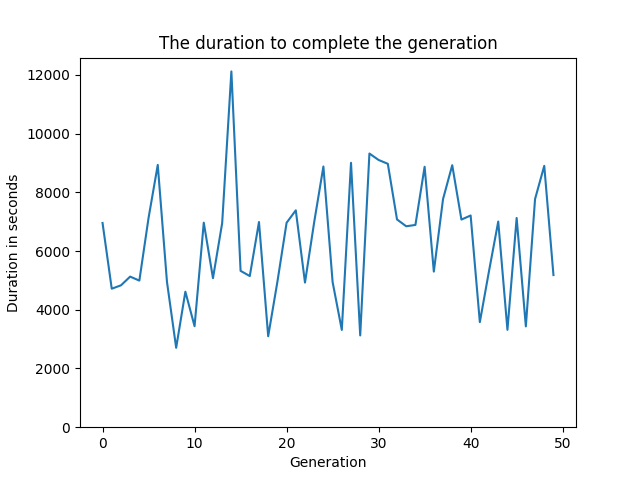 The duration to complete the generation
12000
10000
8000
6000
4000
2000
0
Duration in seconds
0 10 20 30 40 50
Generation